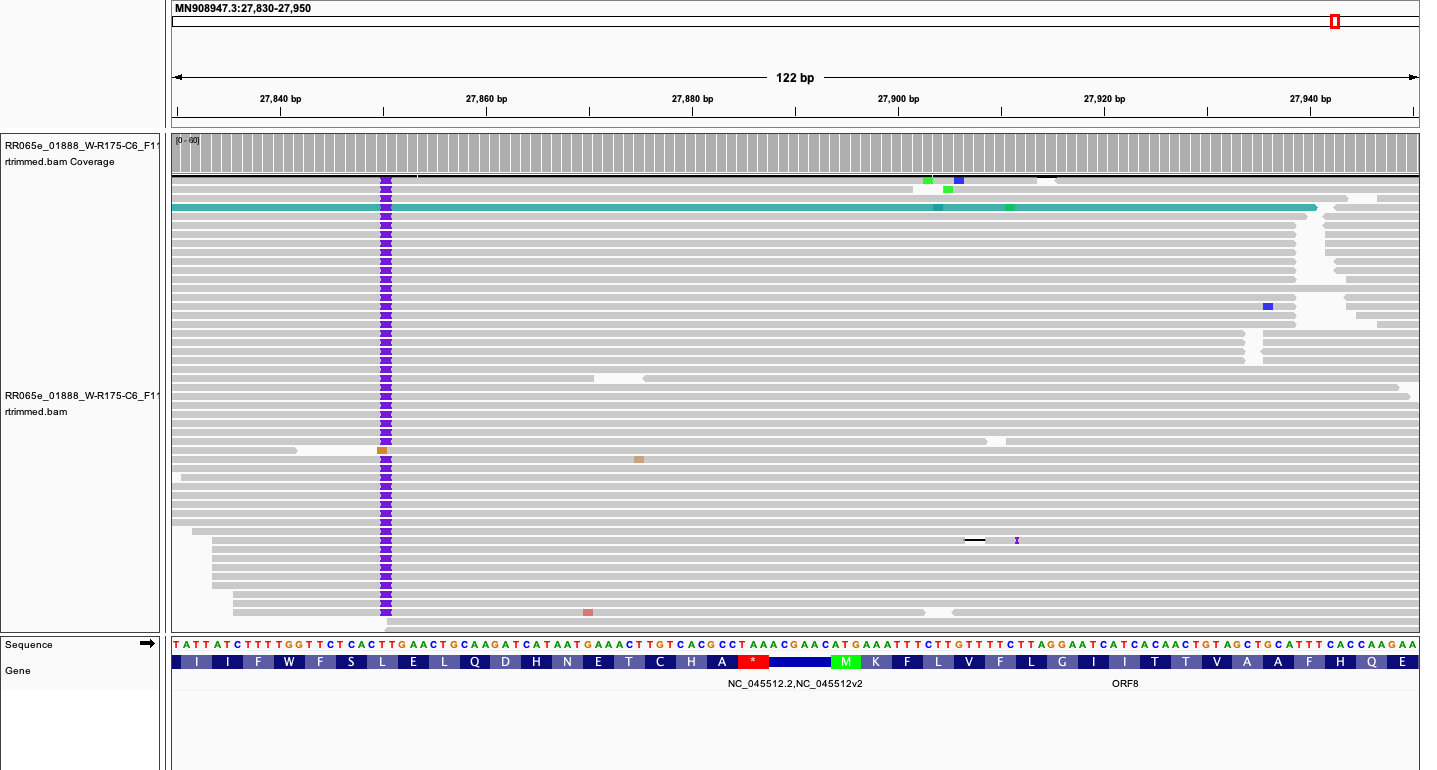 MN908947.3:27,830-27,950
122 bp
27,840 bp 27,860 bp 27,880 bp 27,900 bp 27,920 bp 27,940 bp
RR065e_01888_W-R175-C6_F11
rtrimmed.bam Coverage
[0 - 60]
RR065e_01888_W-R175-C6_F11
rtrimmed.bam
Sequence
TATTATCTTTTGGTTCTCACTTGAACTGCAAGATCATAATGAAACTTGTCACGCCTAAACGAACATGAAATTTCTTGTTTTCTTAGGAATCATCACAACTGTAGCTGCATTTCACCAAGAA
Gene
I I F W F S L E L Q D H N E T C H A * M K F L V F L G I I T T V A A F H Q E
NC_045512.2,NC_045512v2 ORF8